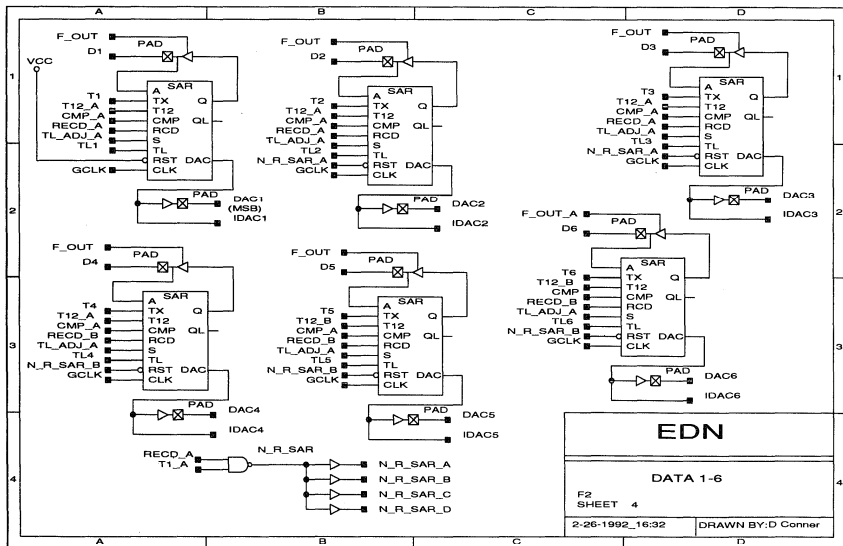 A B C D
1
2
3
4
1
2
3
4
A B C D
VCC
F_OUT
D1
PAD
SAR
A
T1 TX Q
T12_A T12
CMP_A CMP QL
RECD_A RCD
TL_ADJ_A S
TL1 TL
RST DAC
GCLK CLK
PAD
DAC1
(MSB)
IDAC1
F_OUT
D2
PAD
SAR
A
T2 TX Q
T12_A T12
CMP_A CMP QL
RECD_A RCD
TL_ADJ_A S
TL2 TL
N_R_SAR_A RST DAC
GCLK CLK
PAD
DAC2
IDAC2
F_OUT
D3
PAD
SAR
A
T3 TX Q
T12_A T12
CMP_A CMP QL
RECD_A RCD
TL_ADJ_A S
TL3 TL
N_R_SAR_A RST DAC
GCLK CLK
PAD
DAC3
IDAC3
F_OUT
D4
PAD
SAR
A
T4 TX Q
T12_A T12
CMP_A CMP QL
RECD_B RCD
TL_ADJ_A S
TL4 TL
N_R_SAR_B RST DAC
GCLK CLK
PAD
DAC4
IDAC4
F_OUT
D5
PAD
SAR
A
T5 TX Q
T12_B T12
CMP_A CMP QL
RECD_B RCD
TL_ADJ_A S
TL5 TL
N_R_SAR_B RST DAC
GCLK CLK
PAD
DAC5
IDAC5
F_OUT_A
D6
PAD
SAR
A
T6 TX Q
T12_B T12
CMP CMP QL
RECD_B RCD
TL_ADJ_A S
TL6 TL
N_R_SAR_B RST DAC
GCLK CLK
PAD
DAC6
IDAC6
RECD_A
T1_A
N_R_SAR
N_R_SAR_A
N_R_SAR_B
N_R_SAR_C
N_R_SAR_D
EDN
DATA 1-6
F2
SHEET 4
2-26-1992_16:32 DRAWN BY:D Conner